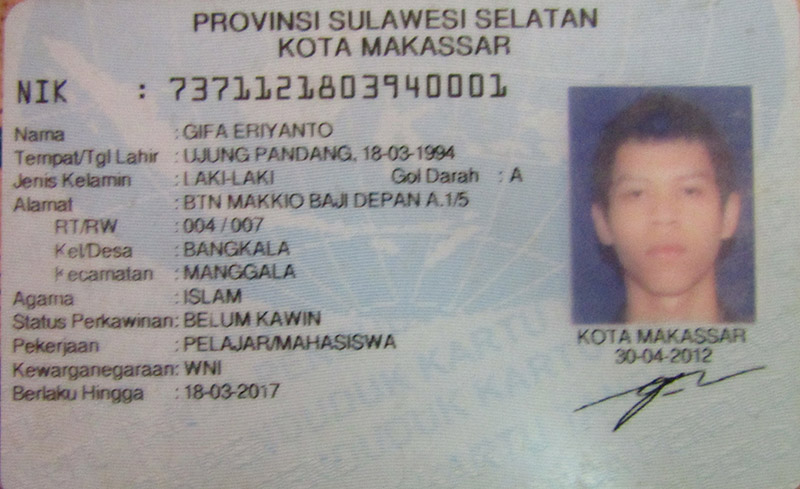 PROVINSI SULAWESI SELATAN
KOTA MAKASSAR
NIK : 7371121803940001
Nama : GIFA ERIYANTO
Tempat/Tgl Lahir : UJUNG PANDANG, 18-03-1994
Jenis Kelamin : LAKI-LAKI Gol Darah : A
Alamat : BTN MAKKIO BAJI DEPAN A.1/5
RT/RW : 004 / 007
Kel/Desa : BANGKALA
Kecamatan : MANGGALA
Agama : ISLAM
Status Perkawinan: BELUM KAWIN
Pekerjaan : PELAJAR/MAHASISWA
Kewarganegaraan: WNI
Berlaku Hingga : 18-03-2017
KOTA MAKASSAR
30-04-2012